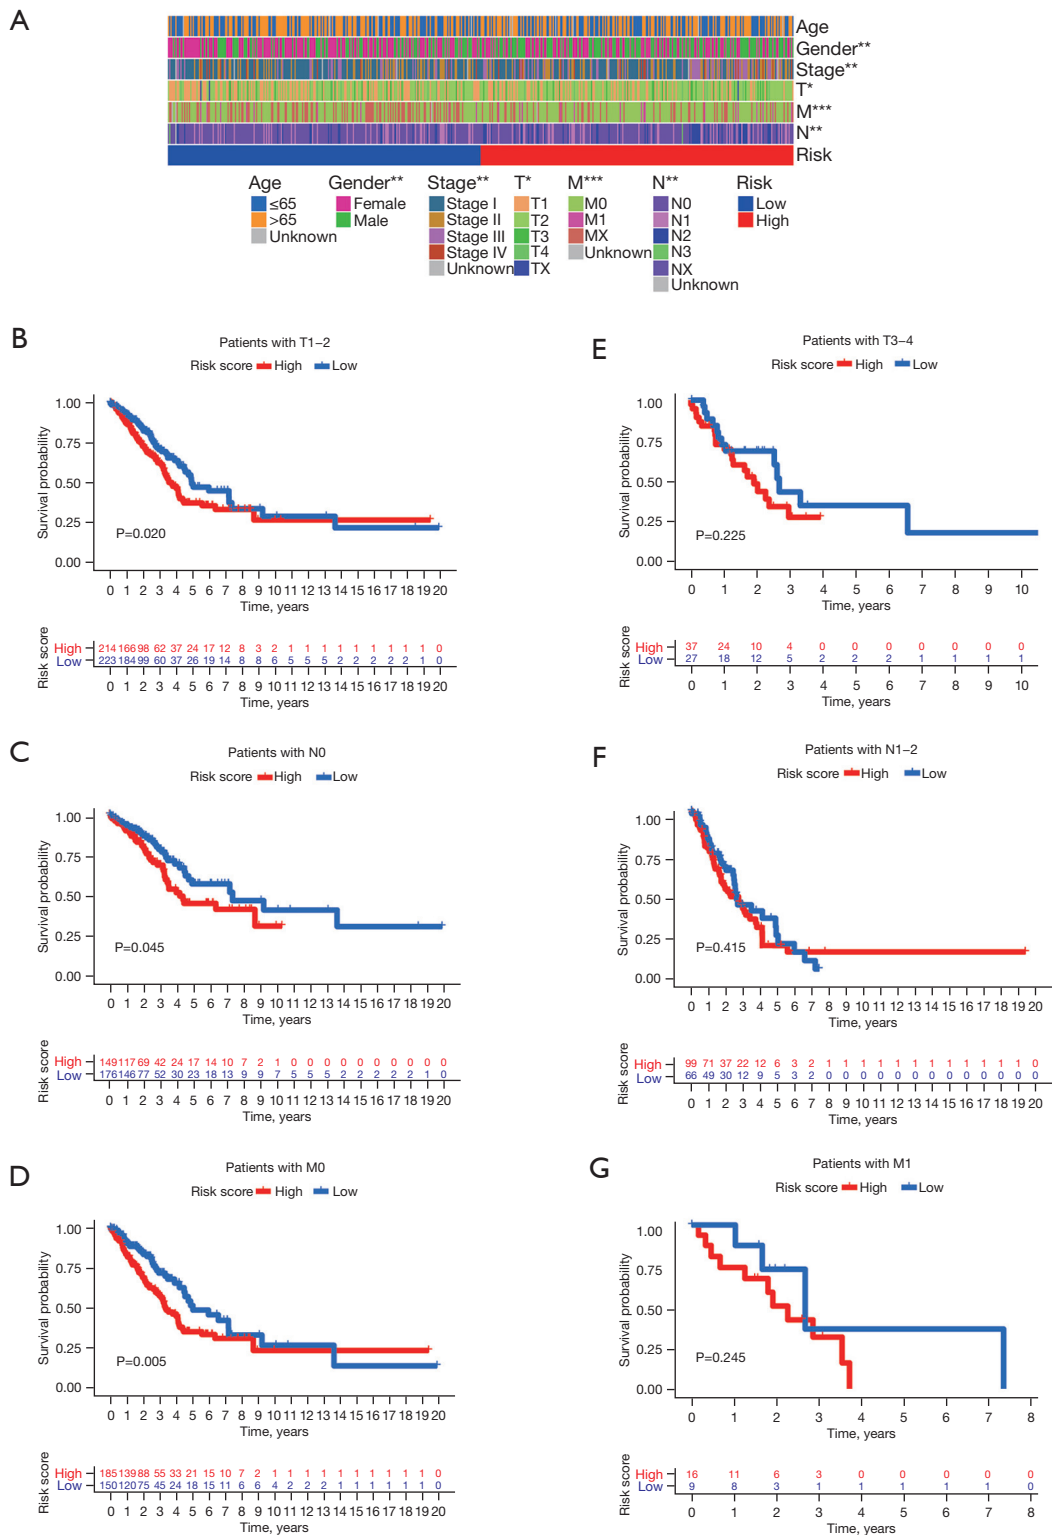 A
Age
Gender**
Stage**
T*
M***
N**
Risk
Age Gender** Stage** T* M*** N** Risk
≤65 Female Stage I T1 M0 N0 Low
>65 Male Stage II T2 M1 N1 High
Unknown Stage III T3 MX N2
Stage IV T4 Unknown N3
Unknown TX NX
Unknown
B
Patients with T1–2
Risk score High Low
Survival probability
1.00
0.75
0.50
0.25
0.00
P=0.020
0 1 2 3 4 5 6 7 8 9 10 11 12 13 14 15 16 17 18 19 20
Time, years
Risk score
High 214 166 98 62 37 24 17 12 8 3 2 1 1 1 1 1 1 1 1 1 0
Low 223 184 99 60 37 26 19 14 8 8 6 5 5 5 2 2 2 2 2 1 0
0 1 2 3 4 5 6 7 8 9 10 11 12 13 14 15 16 17 18 19 20
Time, years
E
Patients with T3–4
Risk score High Low
Survival probability
1.00
0.75
0.50
0.25
0.00
P=0.225
0 1 2 3 4 5 6 7 8 9 10
Time, years
Risk score
High 37 24 10 4 0 0 0 0 0 0 0
Low 27 18 12 5 2 2 2 1 1 1 1
0 1 2 3 4 5 6 7 8 9 10
Time, years
C
Patients with N0
Risk score High Low
Survival probability
1.00
0.75
0.50
0.25
0.00
P=0.045
0 1 2 3 4 5 6 7 8 9 10 11 12 13 14 15 16 17 18 19 20
Time, years
Risk score
High 149 117 69 42 24 17 14 10 7 2 1 0 0 0 0 0 0 0 0 0 0
Low 176 146 77 52 30 23 18 13 9 9 7 5 5 5 2 2 2 2 2 1 0
0 1 2 3 4 5 6 7 8 9 10 11 12 13 14 15 16 17 18 19 20
Time, years
F
Patients with N1–2
Risk score High Low
Survival probability
1.00
0.75
0.50
0.25
0.00
P=0.415
0 1 2 3 4 5 6 7 8 9 10 11 12 13 14 15 16 17 18 19 20
Time, years
Risk score
High 99 71 37 22 12 6 3 2 1 1 1 1 1 1 1 1 1 1 1 1 0
Low 66 49 30 12 9 5 3 2 0 0 0 0 0 0 0 0 0 0 0 0 0
0 1 2 3 4 5 6 7 8 9 10 11 12 13 14 15 16 17 18 19 20
Time, years
D
Patients with M0
Risk score High Low
Survival probability
1.00
0.75
0.50
0.25
0.00
P=0.005
0 1 2 3 4 5 6 7 8 9 10 11 12 13 14 15 16 17 18 19 20
Time, years
Risk score
High 185 139 88 55 33 21 15 10 7 2 1 1 1 1 1 1 1 1 1 1 0
Low 150 120 75 45 24 18 15 11 6 6 4 2 2 2 1 1 1 1 1 1 0
0 1 2 3 4 5 6 7 8 9 10 11 12 13 14 15 16 17 18 19 20
Time, years
G
Patients with M1
Risk score High Low
Survival probability
1.00
0.75
0.50
0.25
0.00
P=0.245
0 1 2 3 4 5 6 7 8
Time, years
Risk score
High 16 11 6 3 0 0 0 0 0
Low 9 8 3 1 1 1 1 1 0
0 1 2 3 4 5 6 7 8
Time, years